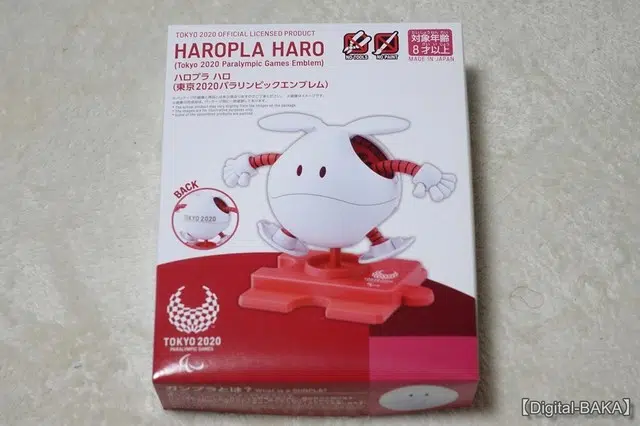 TOKYO 2020 OFFICIAL LICENSED PRODUCT
HAROPLA HARO
(Tokyo 2020 Paralympic Games Emblem)
ハロプラ ハロ
(東京2020パラリンピックエンブレム)
NO TOOLS
NO PAINT
対象年齢
8才以上
MADE IN JAPAN
BACK
TOKYO 2020
TOKYO 2020
PARALYMPIC GAMES
ガンプラとは？ What is a GUNPLA?
【Digital-BAKA】